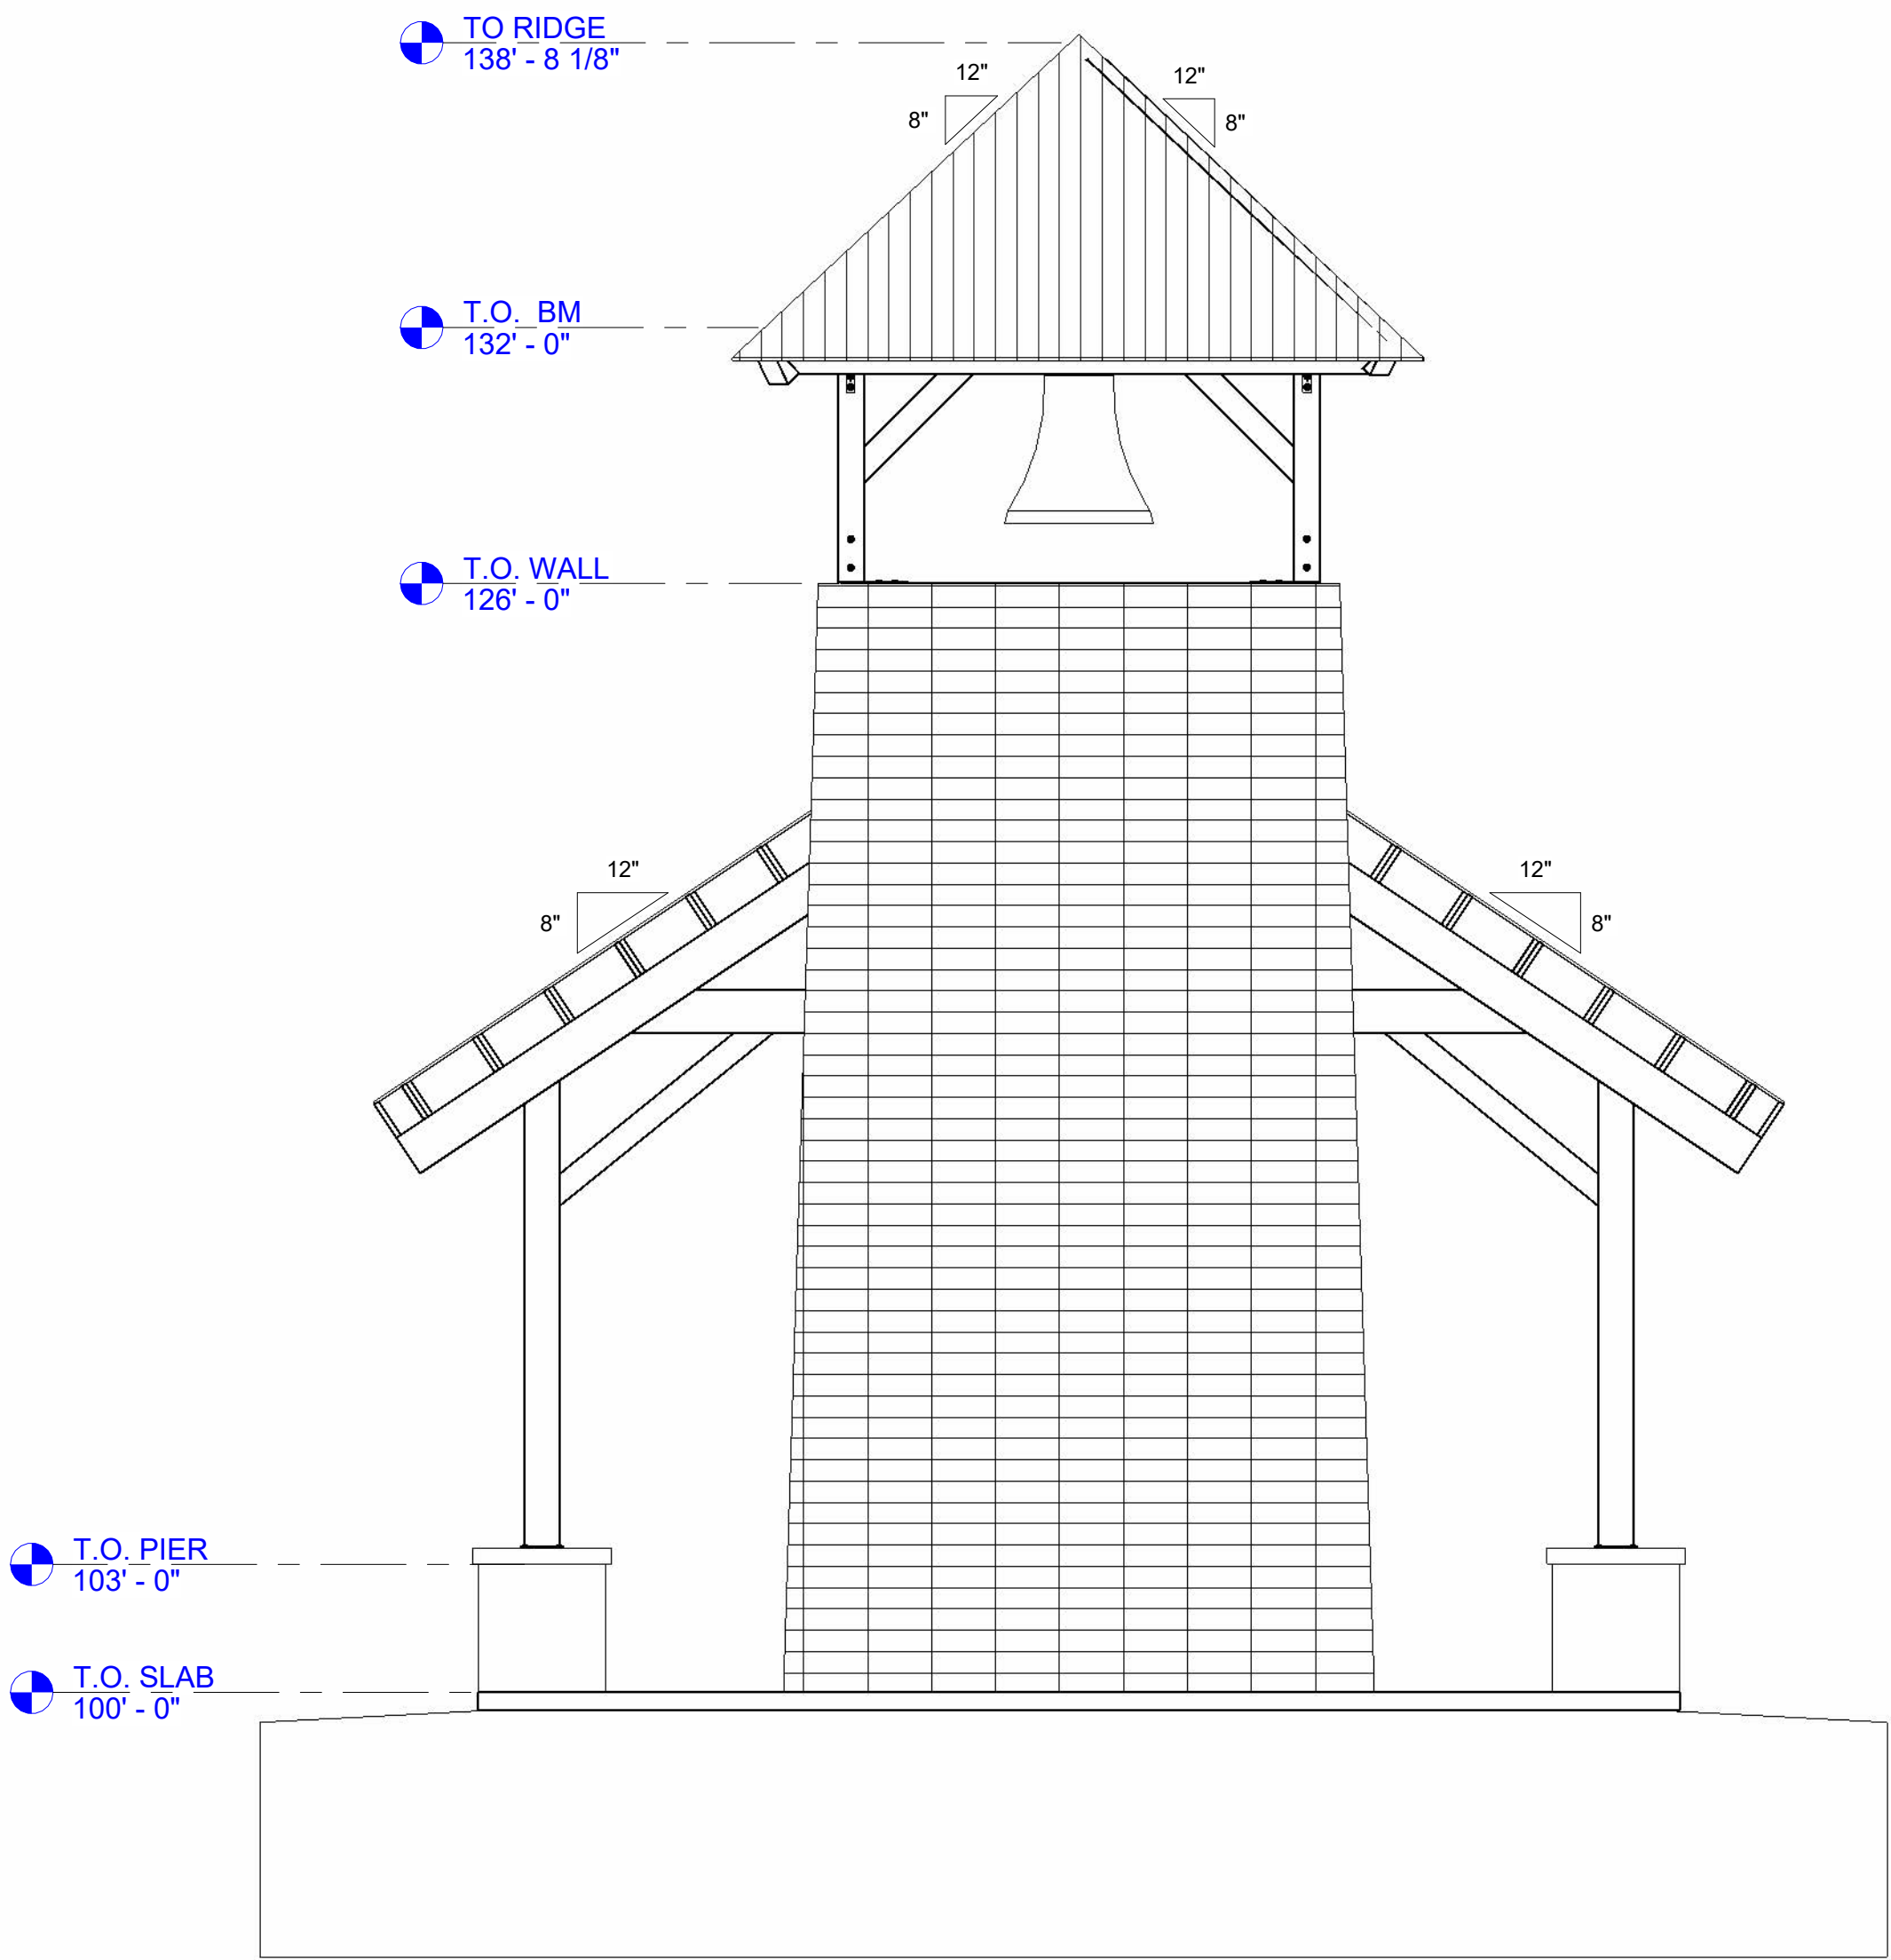 TO RIDGE
138' - 8 1/8"
12"
12"
8"
8"
T.O. BM
132' - 0"
T.O. WALL
126' - 0"
12"
12"
8"
8"
T.O. PIER
103' - 0"
T.O. SLAB
100' - 0"